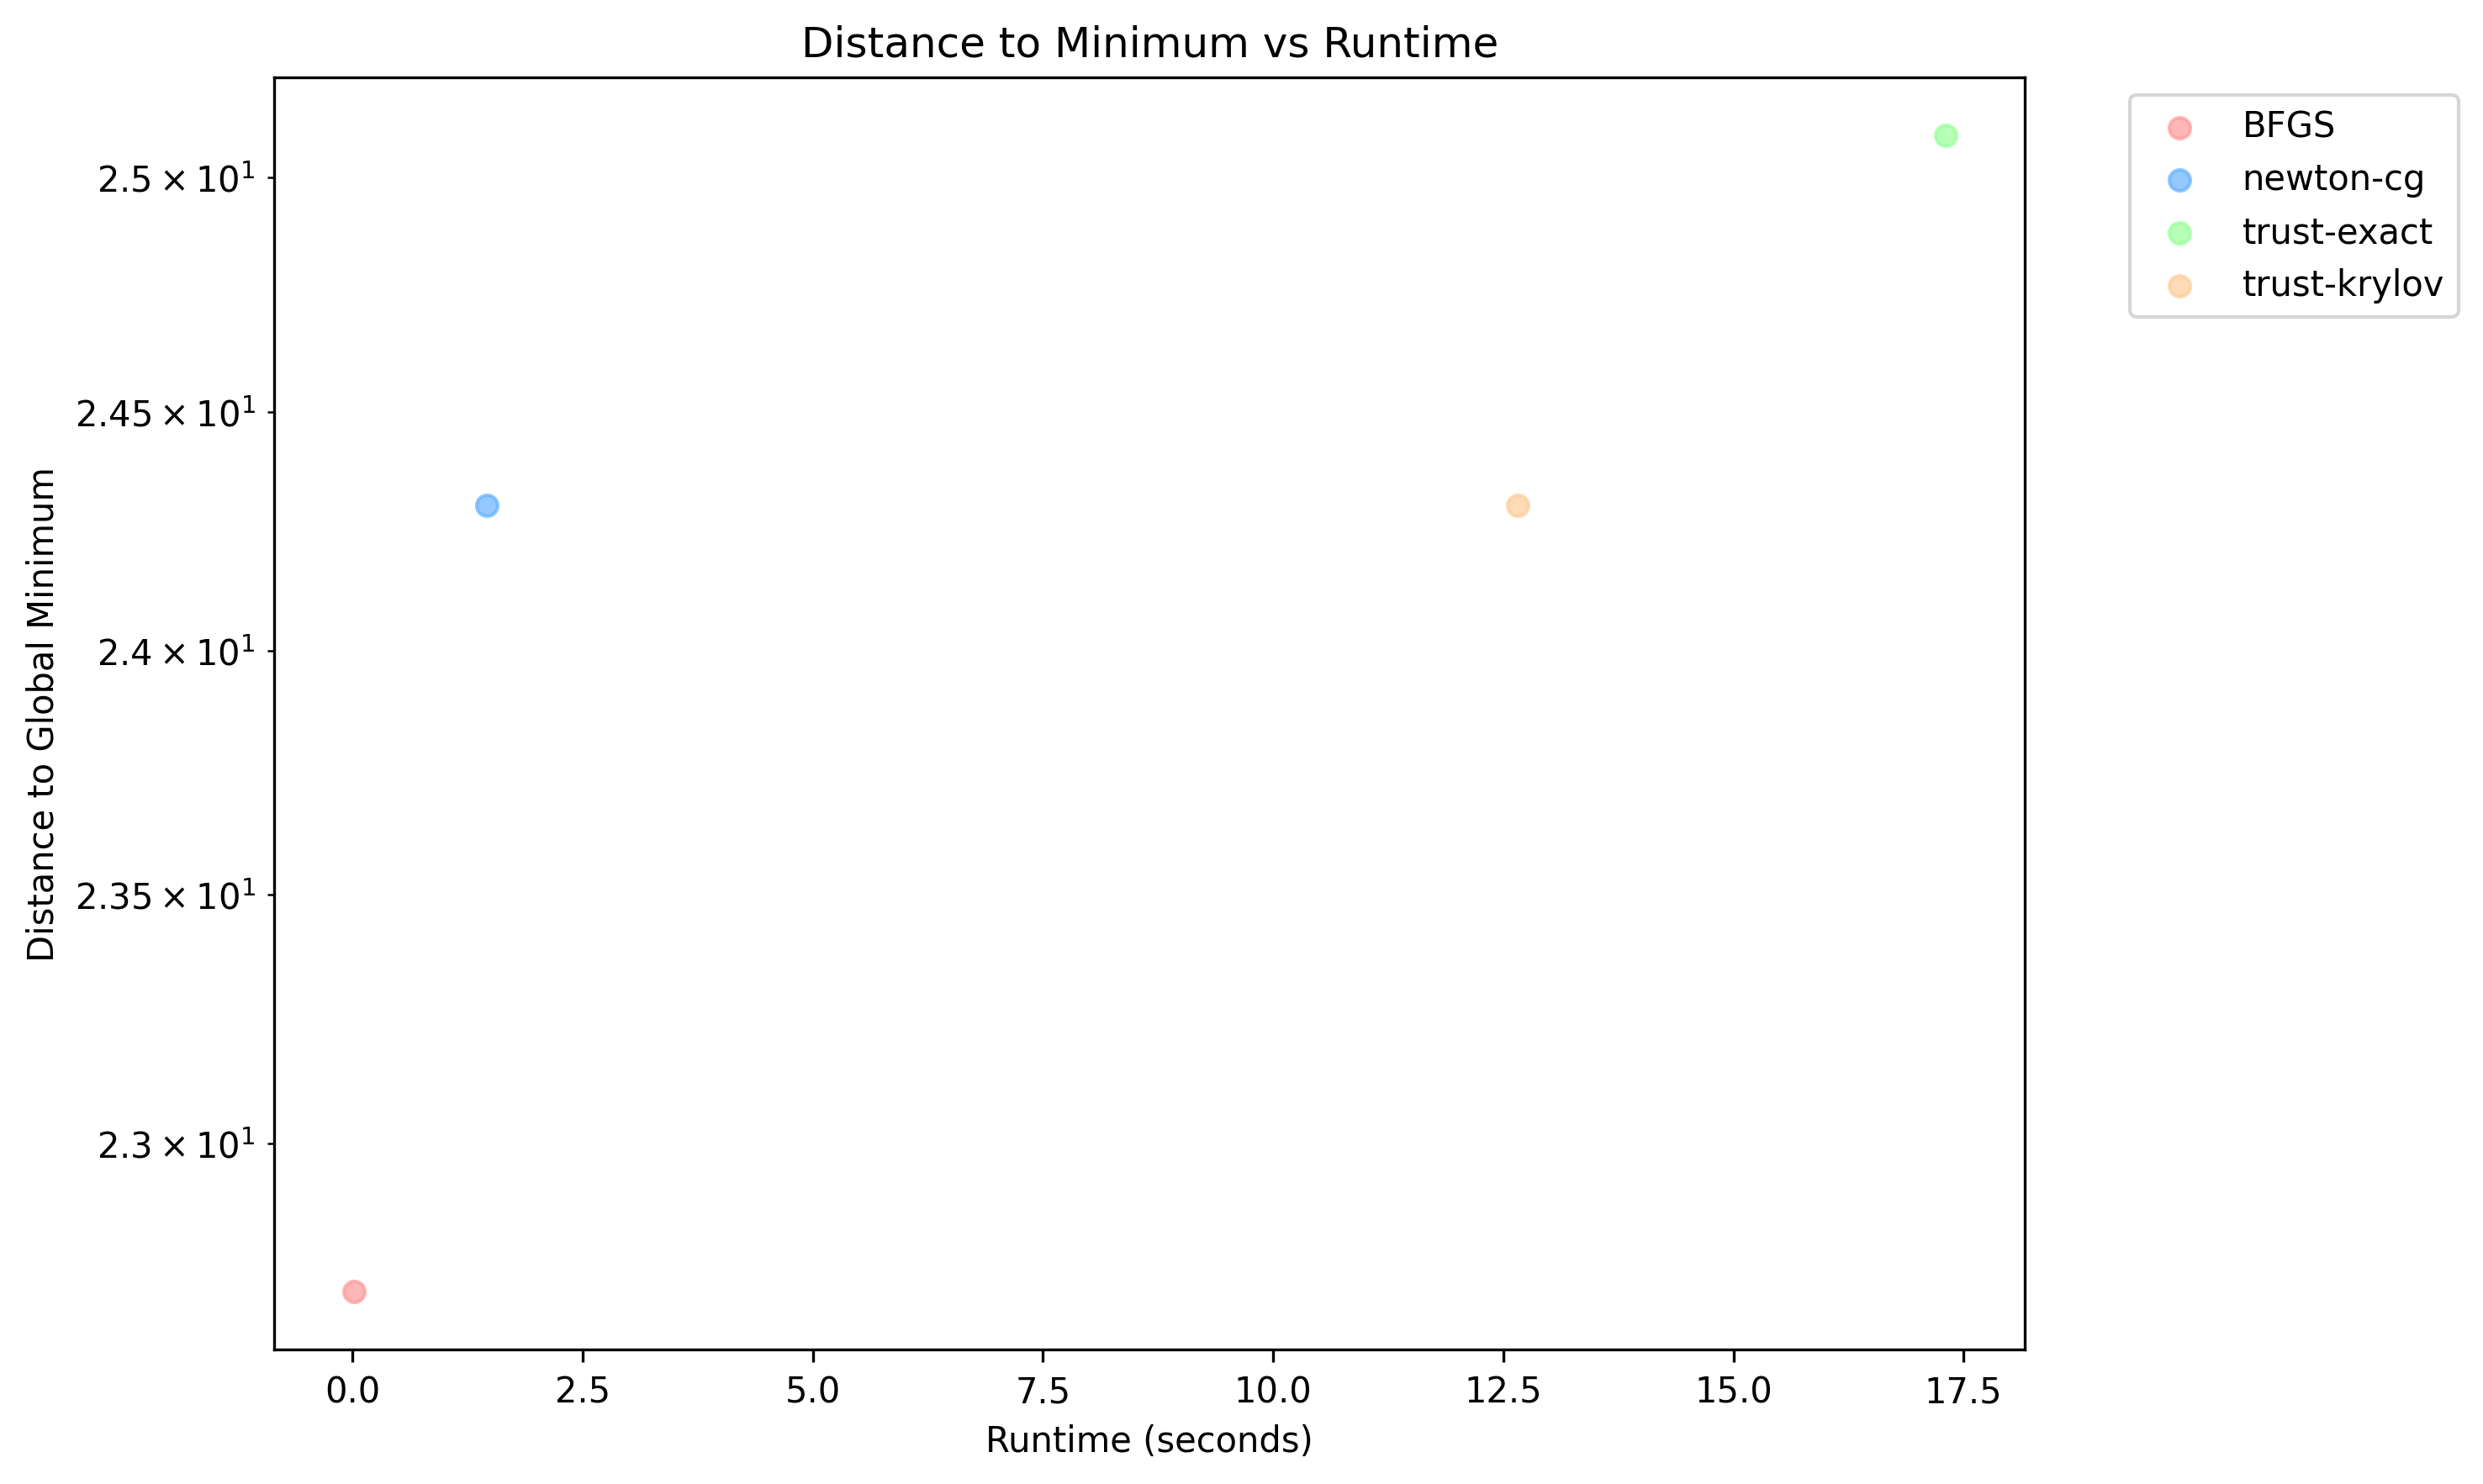 Distance to Minimum vs Runtime
Distance to Global Minimum
2.5 × 10¹
2.45 × 10¹
2.4 × 10¹
2.35 × 10¹
2.3 × 10¹
0.0 2.5 5.0 7.5 10.0 12.5 15.0 17.5
Runtime (seconds)
BFGS
newton-cg
trust-exact
trust-krylov